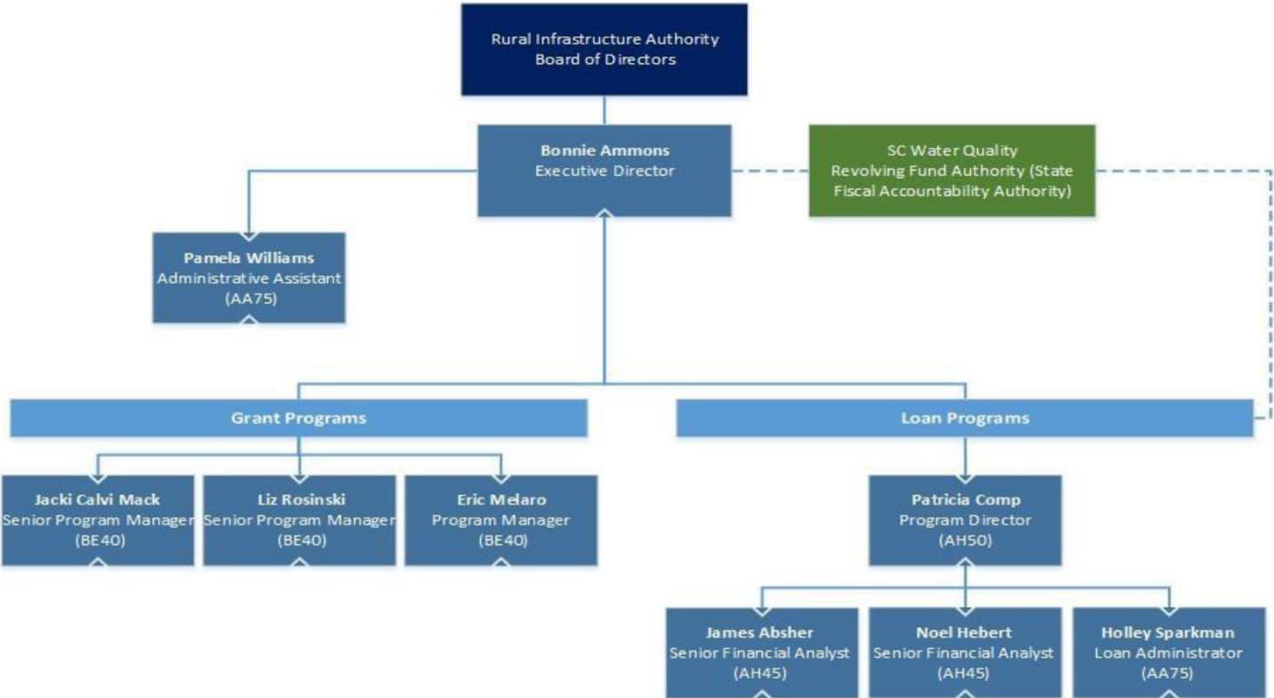 Rural Infrastructure Authority
Board of Directors
Bonnie Ammons
Executive Director
SC Water Quality
Revolving Fund Authority (State
Fiscal Accountability Authority)
Pamela Williams
Administrative Assistant
(AA75)
Grant Programs
Loan Programs
Jacki Calvi Mack
Senior Program Manager
(BE40)
Liz Rosinski
Senior Program Manager
(BE40)
Eric Melaro
Program Manager
(BE40)
Patricia Comp
Program Director
(AH50)
James Absher
Senior Financial Analyst
(AH45)
Noel Hebert
Senior Financial Analyst
(AH45)
Holley Sparkman
Loan Administrator
(AA75)